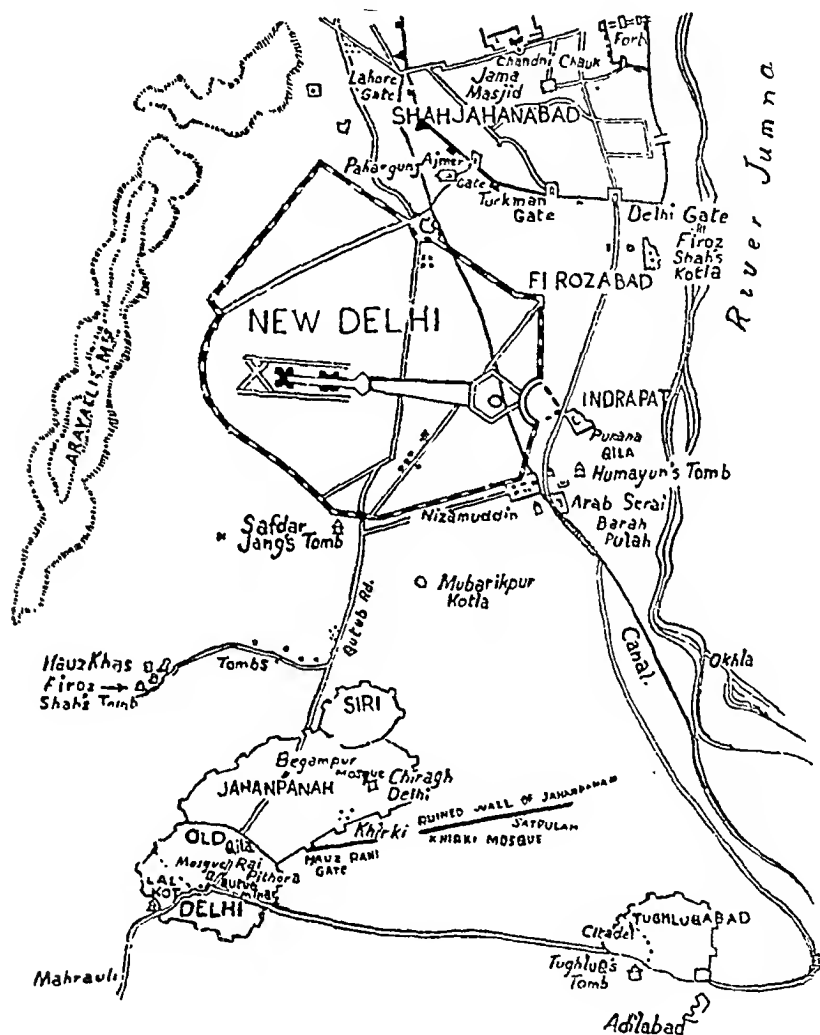 Fort
Chandni Chauk
Lahore
Gate
Jama
Masjid
SHAHJAHANABAD
River Jumna
Ajmer
Gate
Pahargunj
Turkman
Gate
Delhi Gate
Firoz
Shah's
Kotla
FIROZABAD
NEW DELHI
ARAVALLIS MTS
INDRAPAT
Purana
QILA
Humayun's Tomb
Nizamuddin
Arab Serai
Barah
Pulah
Safdar
Jang's Tomb
Mubarikpur
Kotla
Qutub Rd.
Canal.
Okhla
Hauz Khas
Firoz
Shah's Tomb
Tombs
SIRI
Begampur
MOSQUE
JAHANPANAH
Chiragh
Delhi
RUINED WALL OF JAHANPANAH
Khirki
SATPULAH
KHIRKI MOSQUE
HAUZ RANI
GATE
OLD
Qila
Rai
Pithora
Mosque
Qutub
Minar
LAL
KOT
DELHI
Mahrauli
TUGHLUQABAD
Citadel
Tughluq's
Tomb
Adilabad